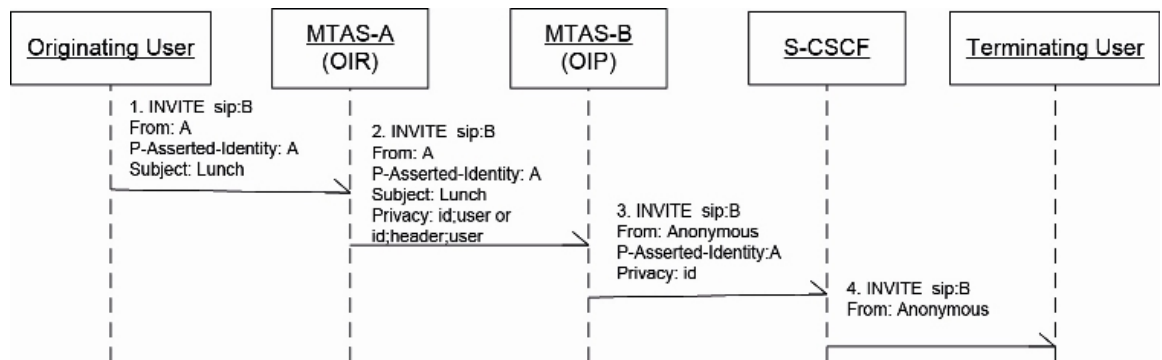 Originating User
MTAS-A
(OIR)
MTAS-B
(OIP)
S-CSCF
Terminating User
1. INVITE sip:B
From: A
P-Asserted-Identity: A
Subject: Lunch
2. INVITE sip:B
From: A
P-Asserted-Identity: A
Subject: Lunch
Privacy: id;user or
id;header;user
3. INVITE sip:B
From: Anonymous
P-Asserted-Identity:A
Privacy: id
4. INVITE sip:B
From: Anonymous